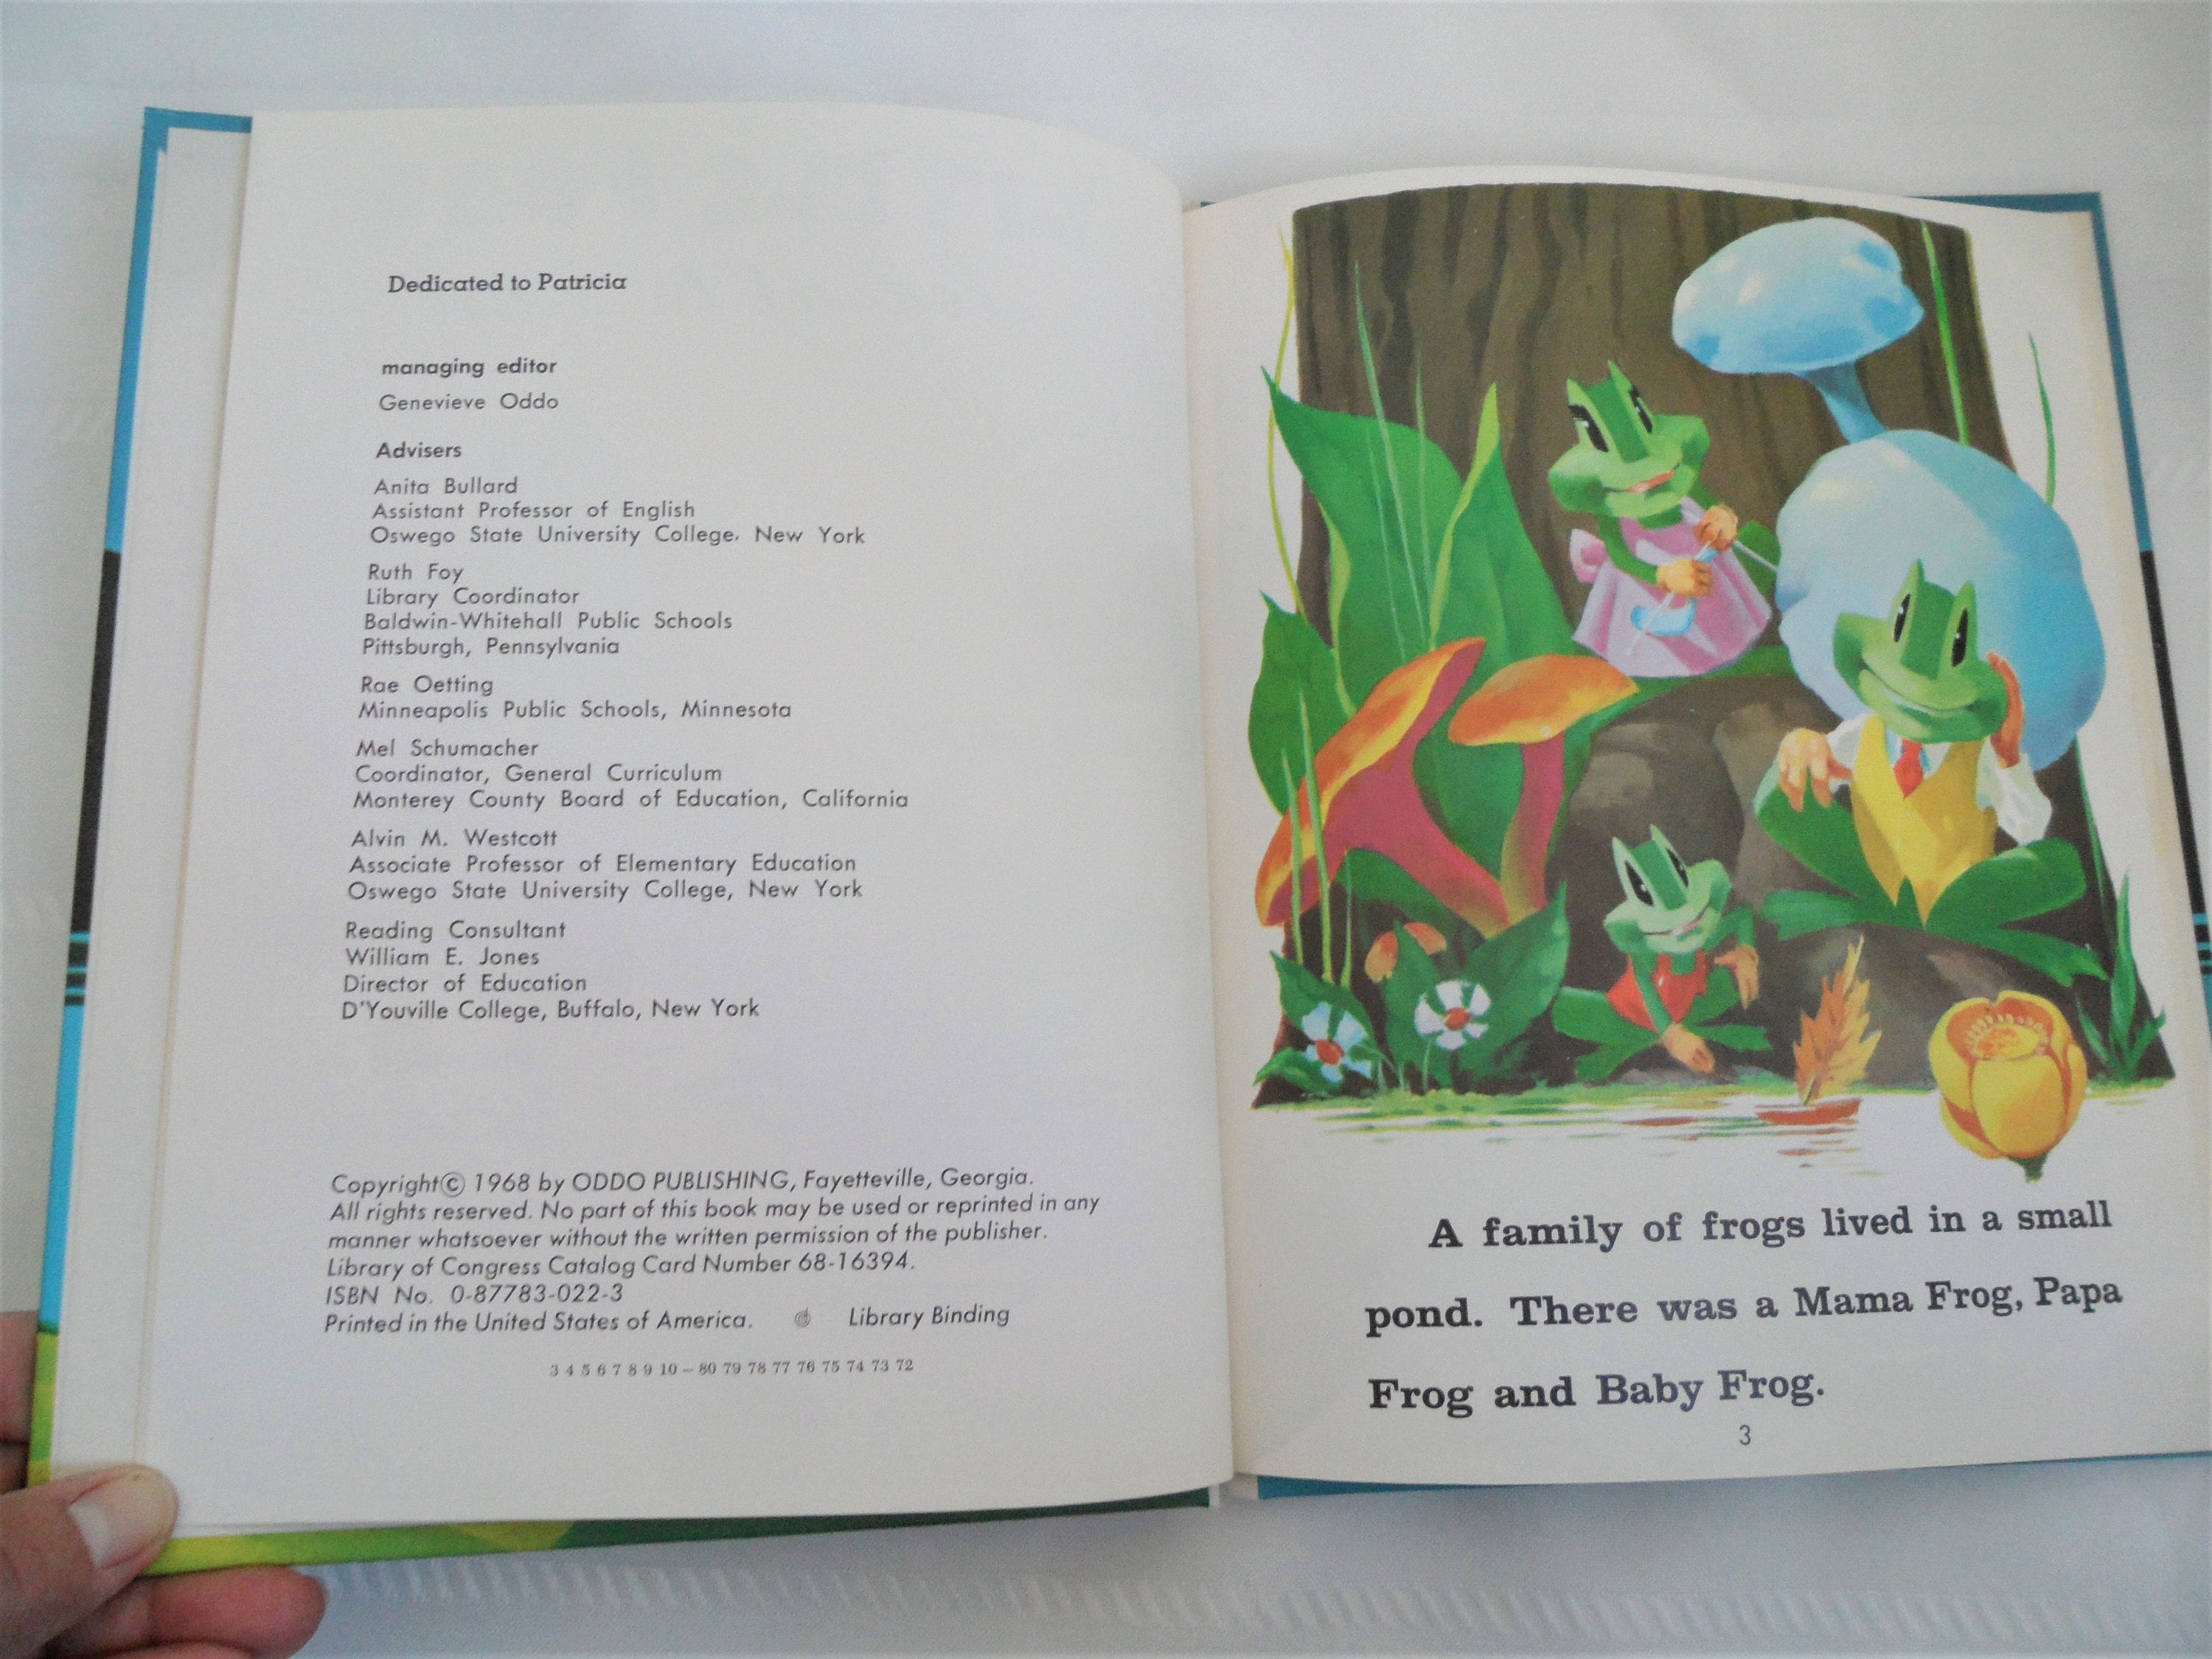 Dedicated to Patricia
managing editor
Genevieve Oddo
Advisers
Anita Bullard
Assistant Professor of English
Oswego State University College, New York
Ruth Foy
Library Coordinator
Baldwin-Whitehall Public Schools
Pittsburgh, Pennsylvania
Rae Oetting
Minneapolis Public Schools, Minnesota
Mel Schumacher
Coordinator, General Curriculum
Monterey County Board of Education, California
Alvin M. Westcott
Associate Professor of Elementary Education
Oswego State University College, New York
Reading Consultant
William E. Jones
Director of Education
D'Youville College, Buffalo, New York
Copyright© 1968 by ODDO PUBLISHING, Fayetteville, Georgia.
All rights reserved. No part of this book may be used or reprinted in any
manner whatsoever without the written permission of the publisher.
Library of Congress Catalog Card Number 68-16394.
ISBN No. 0-87783-022-3
Printed in the United States of America. Library Binding
3 4 5 6 7 8 9 10 – 80 79 78 77 76 75 74 73 72
A family of frogs lived in a small
pond. There was a Mama Frog, Papa
Frog and Baby Frog.
3